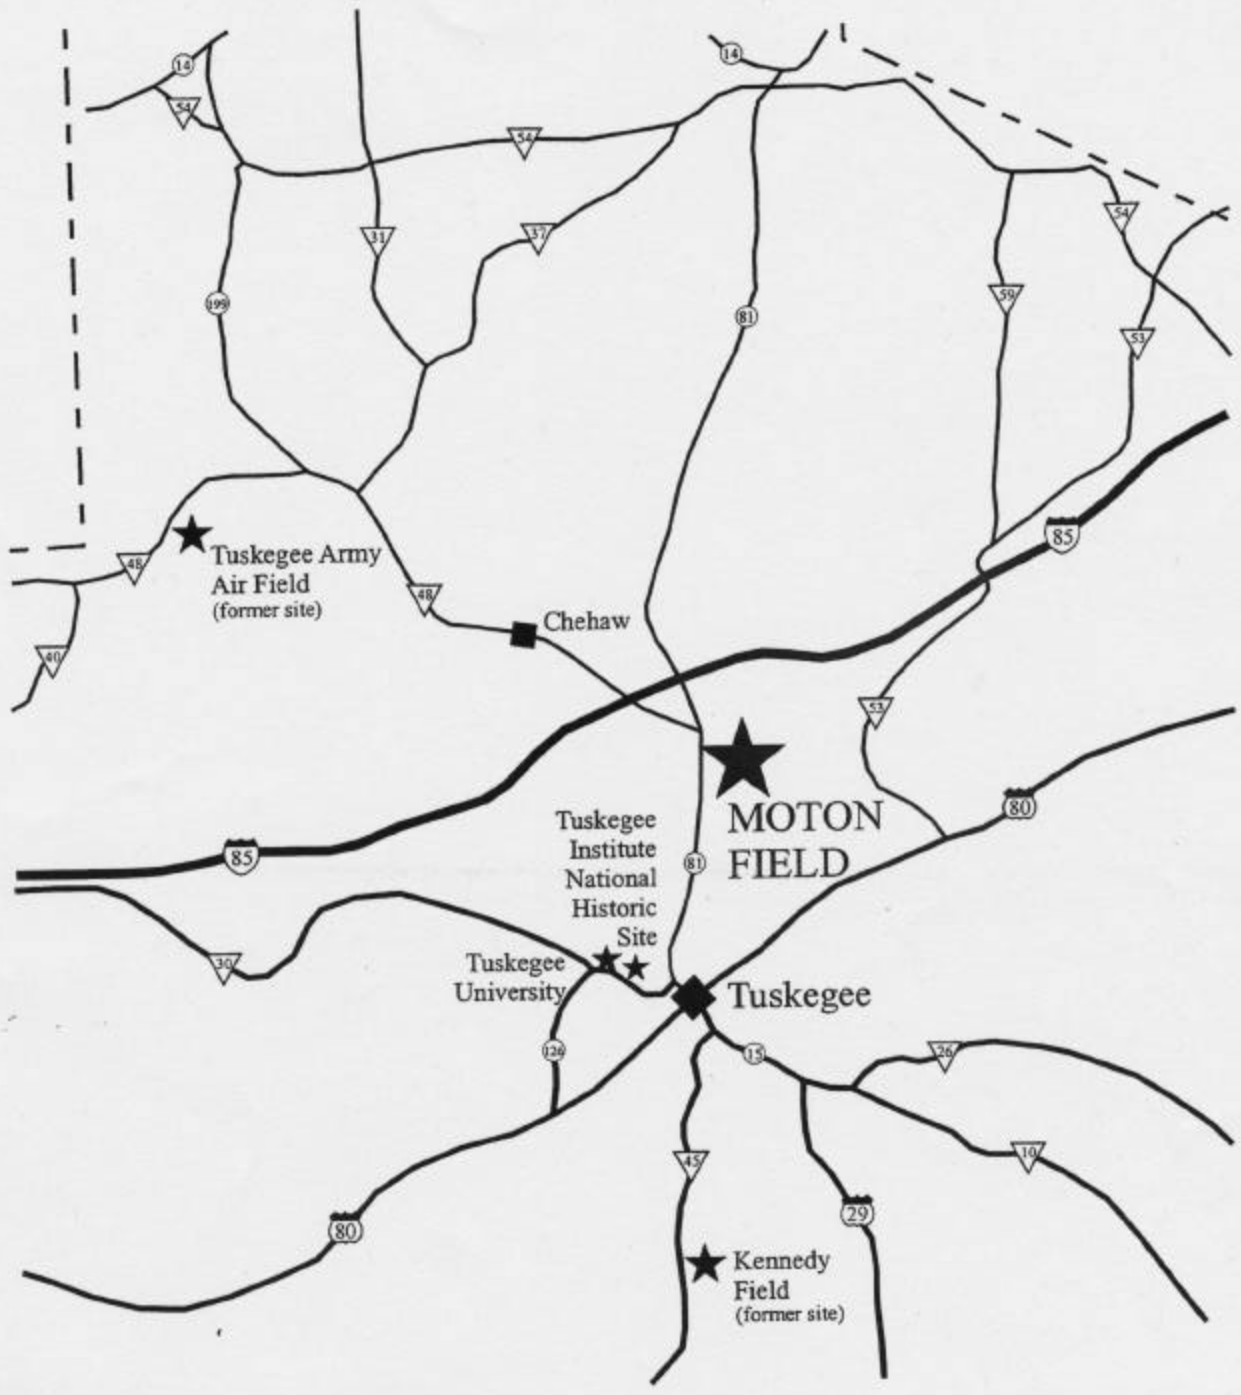 14
14
54
54
54
31
37
199
81
59
53
85
Tuskegee Army
Air Field
(former site)
48
48
Chehaw
40
53
80
MOTON
FIELD
Tuskegee
Institute
National
Historic
Site
85
81
30
Tuskegee
University
Tuskegee
126
15
26
45
10
80
29
Kennedy
Field
(former site)